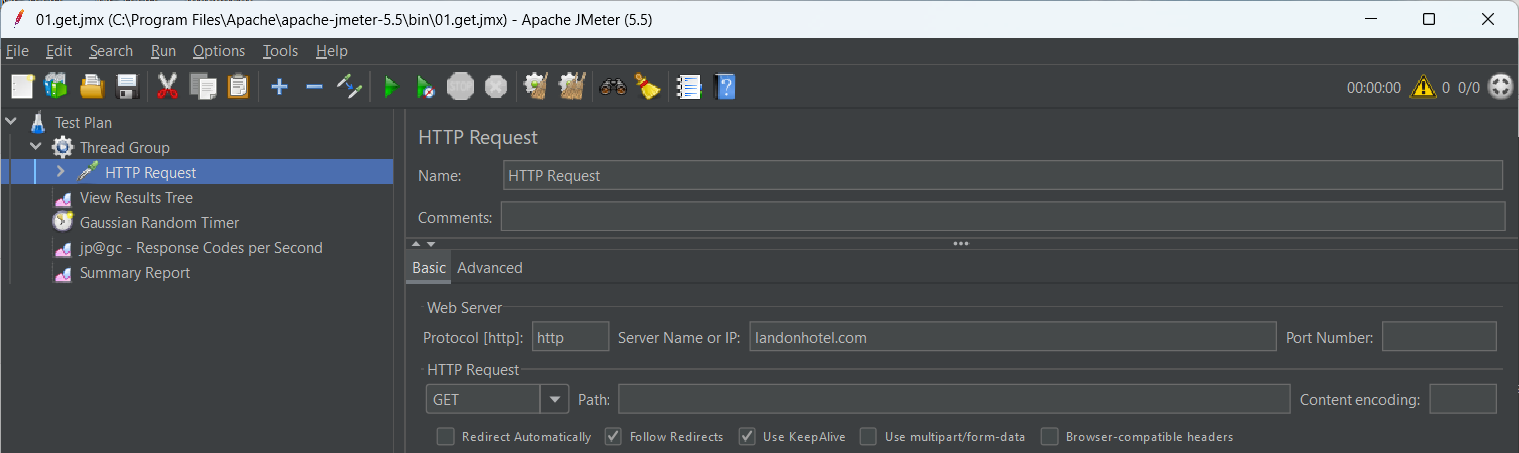 01.get.jmx (C:\Program Files\Apache\apache-jmeter-5.5\bin\01.get.jmx) - Apache JMeter (5.5)
File Edit Search Run Options Tools Help
STOP 00:00:00 0 0/0
Test Plan
Thread Group
HTTP Request
View Results Tree
Gaussian Random Timer
jp@gc - Response Codes per Second
Summary Report
HTTP Request
Name: HTTP Request
Comments:
Basic Advanced
Web Server
Protocol [http]: http Server Name or IP: landonhotel.com Port Number:
HTTP Request
GET Path: Content encoding:
Redirect Automatically Follow Redirects Use KeepAlive Use multipart/form-data Browser-compatible headers